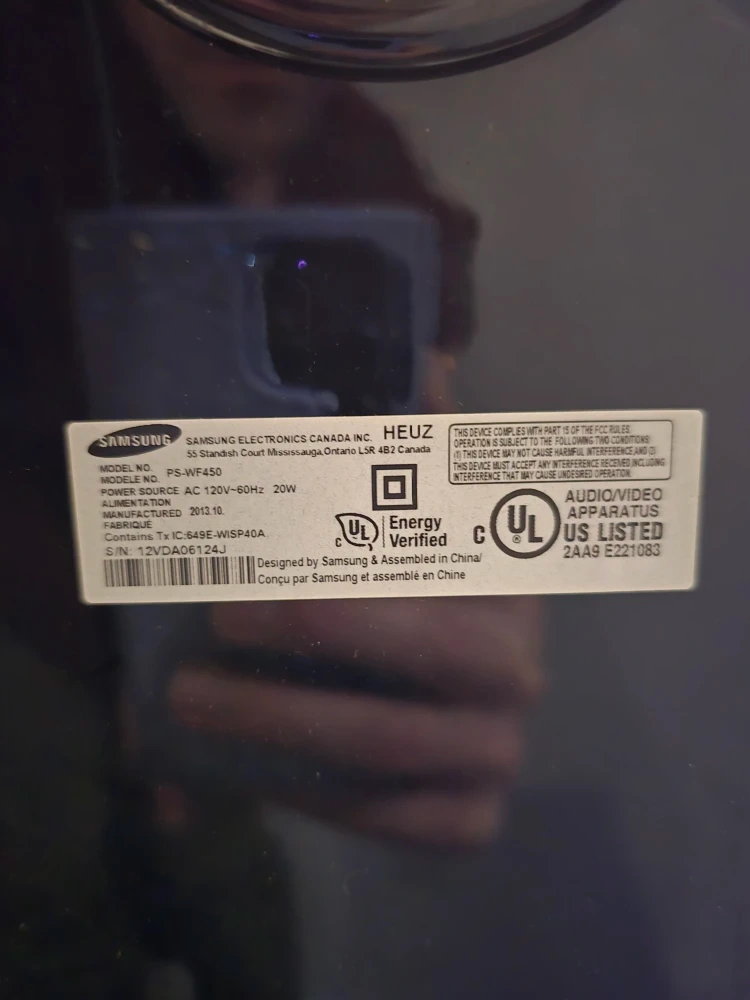 SAMSUNG
SAMSUNG ELECTRONICS CANADA INC. HEUZ
55 Standish Court Mississauga,Ontario L5R 4B2 Canada
MODEL NO.
MODELE NO. PS-WF450
POWER SOURCE AC 120V~60Hz 20W
ALIMENTATION
MANUFACTURED 2013.10.
FABRIQUE
Contains Tx IC:649E-WISP40A
S/N: 12VDA06124J
C UL Energy
Verified
Designed by Samsung & Assembled in China/
Conçu par Samsung et assemblé en Chine
THIS DEVICE COMPLIES WITH PART 15 OF THE FCC RULES
OPERATION IS SUBJECT TO THE FOLLOWING TWO CONDITIONS:
(1) THIS DEVICE MAY NOT CAUSE HARMFUL INTERFERENCE,AND (2)
THIS DEVICE MUST ACCEPT ANY INTERFERENCE RECEIVED,INCLUDING
INTERFERENCE THAT MAY CAUSE UNDESIRED OPERATION.
C UL ®
AUDIO/VIDEO
APPARATUS
US LISTED
2AA9 E221083